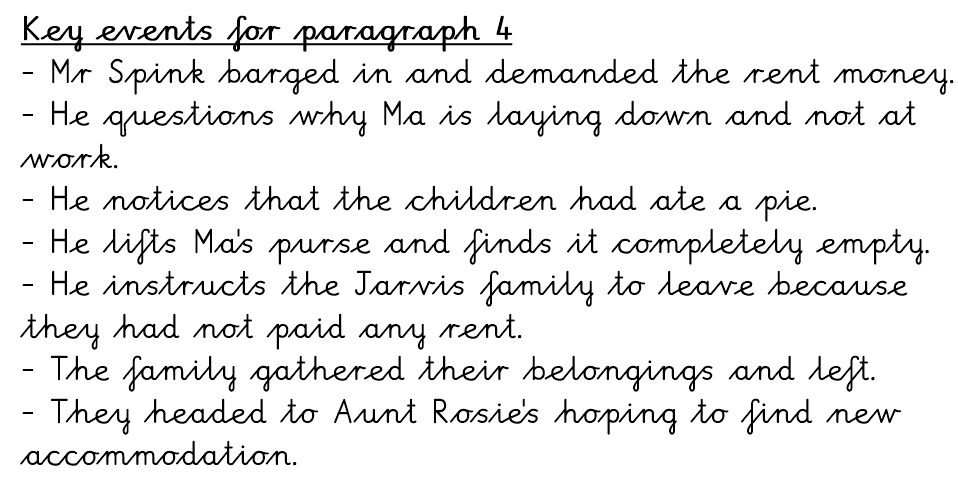 Key events for paragraph 4
- Mr Spink barged in and demanded the rent money.
- He questions why Ma is laying down and not at
work.
- He notices that the children had ate a pie.
- He lifts Ma's purse and finds it completely empty.
- He instructs the Jarvis family to leave because
they had not paid any rent.
- The family gathered their belongings and left.
- They headed to Aunt Rosie's hoping to find new
accommodation.